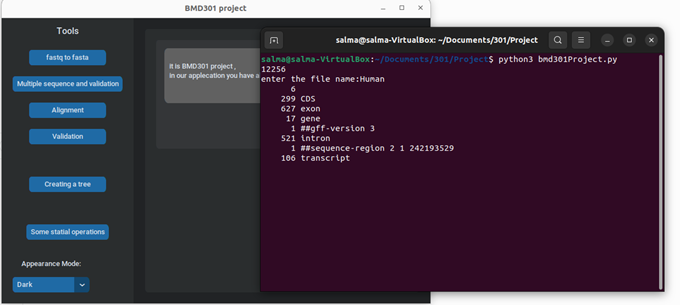 BMD301 project
Tools
fastq to fasta
Multiple sequence and validation
Alignment
Validation
Creating a tree
Some statial operations
Appearance Mode:
Dark
it is BMD301 project ,
in our applecation you have a
salma@salma-VirtualBox: ~/Documents/301/Project
salma@salma-VirtualBox:~/Documents/301/Project$ python3 bmd301Project.py
12256
enter the file name:Human
6
299 CDS
627 exon
17 gene
1 ##gff-version 3
521 intron
1 ##sequence-region 2 1 242193529
106 transcript